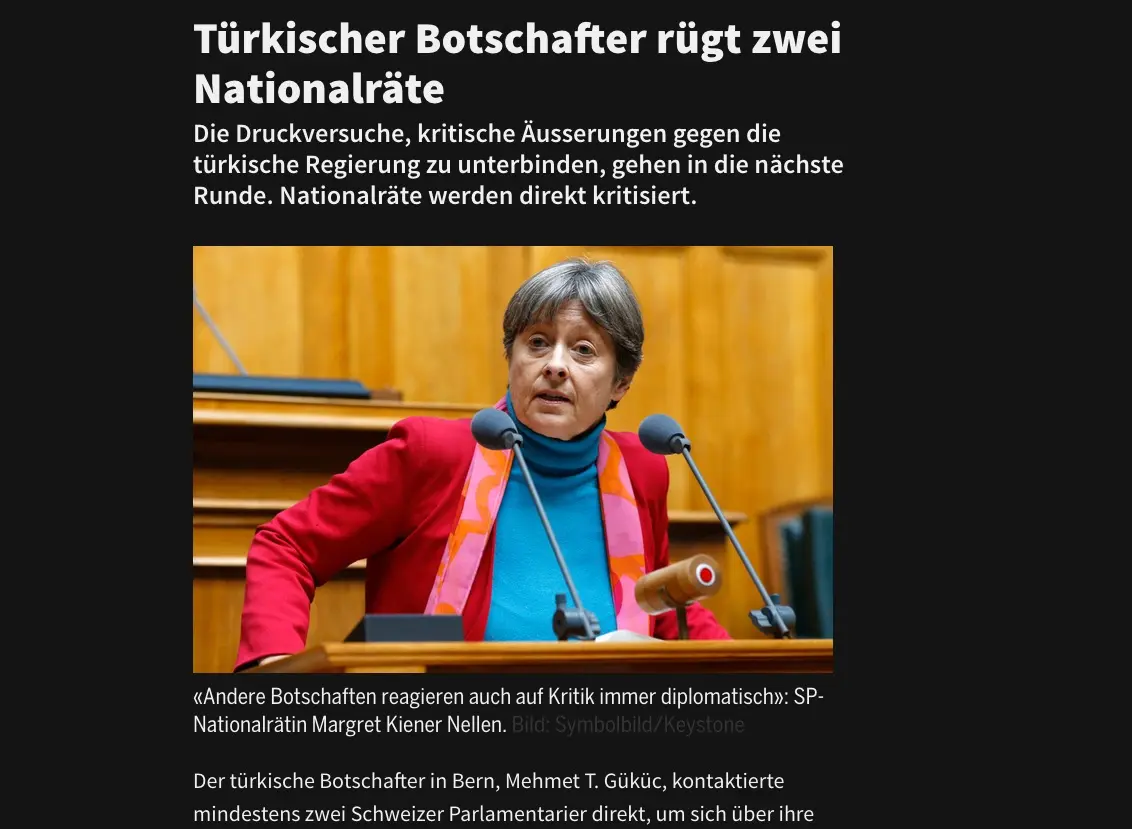 Türkischer Botschafter rügt zwei
Nationalräte
Die Druckversuche, kritische Äusserungen gegen die
türkische Regierung zu unterbinden, gehen in die nächste
Runde. Nationalräte werden direkt kritisiert.
«Andere Botschaften reagieren auch auf Kritik immer diplomatisch»: SP-
Nationalrätin Margret Kiener Nellen. Bild: Symbolbild/Keystone
Der türkische Botschafter in Bern, Mehmet T. Güküc, kontaktierte
mindestens zwei Schweizer Parlamentarier direkt, um sich über ihre